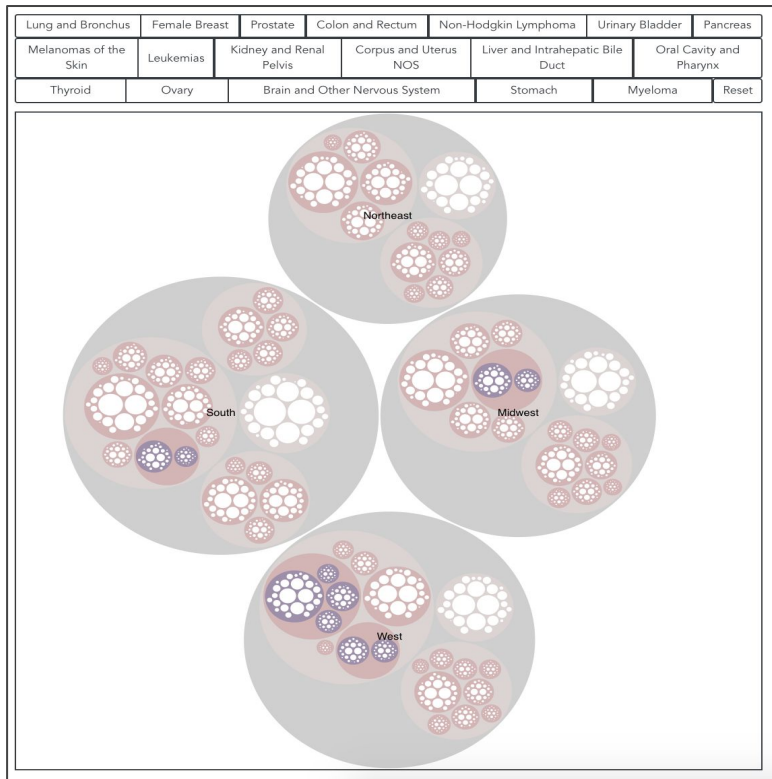 Lung and Bronchus Female Breast Prostate Colon and Rectum Non-Hodgkin Lymphoma Urinary Bladder Pancreas
Melanomas of the Skin Leukemias Kidney and Renal Pelvis Corpus and Uterus NOS Liver and Intrahepatic Bile Duct Oral Cavity and Pharynx
Thyroid Ovary Brain and Other Nervous System Stomach Myeloma Reset
Northeast
South
Midwest
West